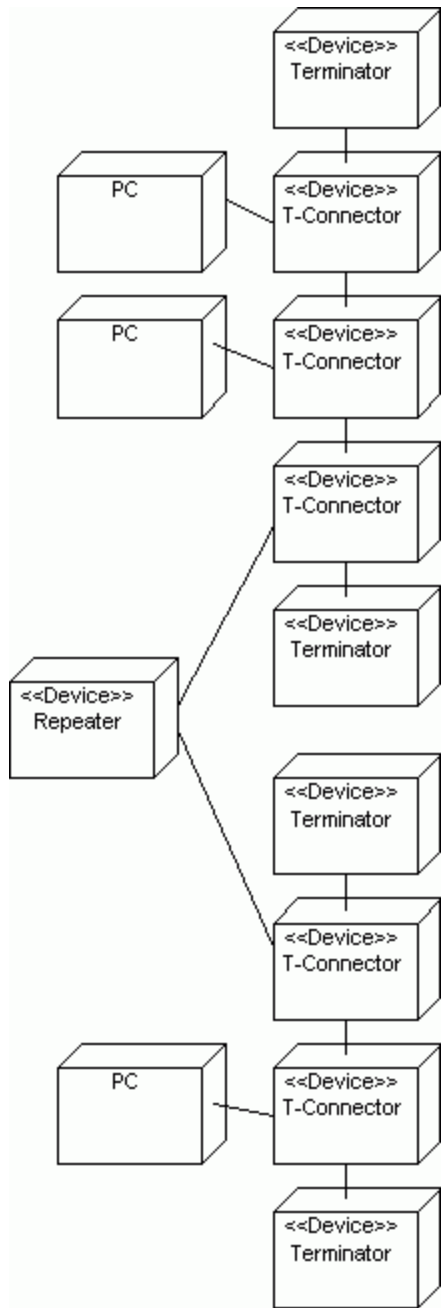 <<Device>>
Terminator
PC
<<Device>>
T-Connector
PC
<<Device>>
T-Connector
<<Device>>
T-Connector
<<Device>>
Terminator
<<Device>>
Repeater
<<Device>>
Terminator
<<Device>>
T-Connector
PC
<<Device>>
T-Connector
<<Device>>
Terminator